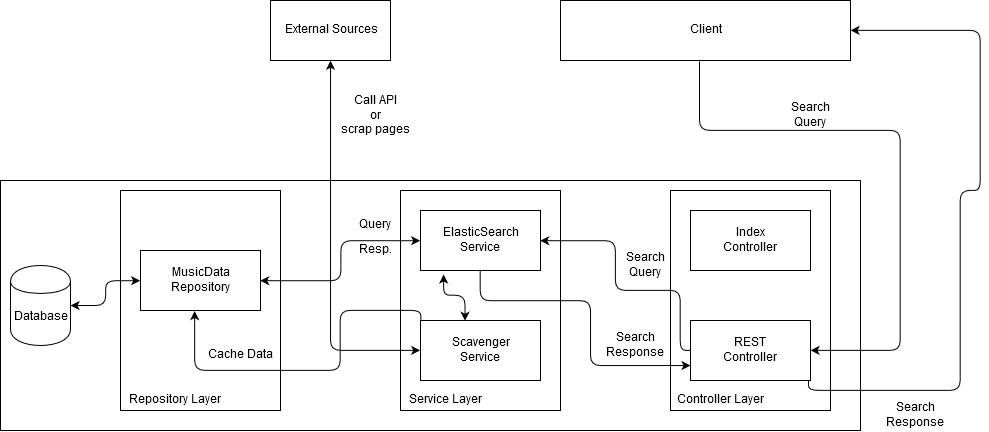 External Sources
Client
Call API
or
scrap pages
Search
Query
Query
Resp.
ElasticSearch
Service
Index
Controller
Search
Query
MusicData
Repository
Database
Cache Data
Scavenger
Service
Search
Response
REST
Controller
Repository Layer
Service Layer
Controller Layer
Search
Response